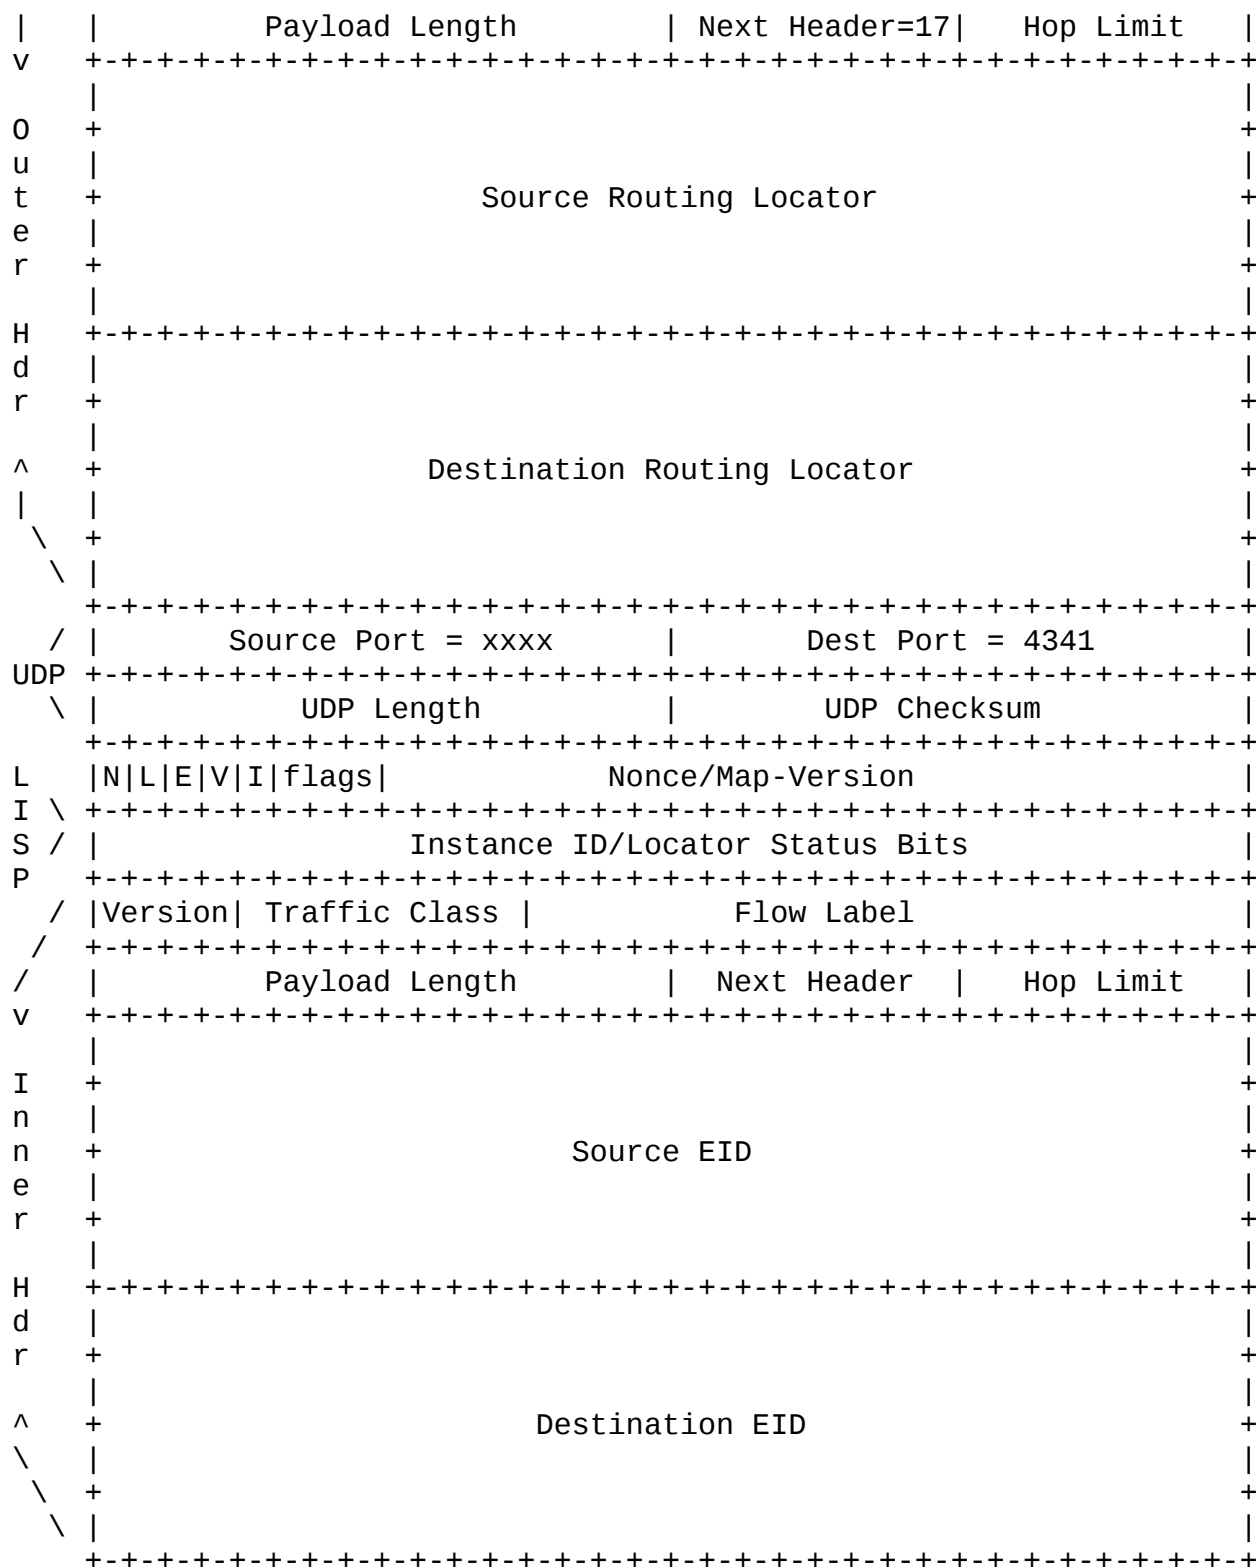 |   |        Payload Length         | Next Header=17|   Hop Limit   |
v   +-+-+-+-+-+-+-+-+-+-+-+-+-+-+-+-+-+-+-+-+-+-+-+-+-+-+-+-+-+-+-+-+
    |                                                               |
O   +                                                               +
u   |                                                               |
t   +                     Source Routing Locator                    +
e   |                                                               |
r   +                                                               +
    |                                                               |
H   +-+-+-+-+-+-+-+-+-+-+-+-+-+-+-+-+-+-+-+-+-+-+-+-+-+-+-+-+-+-+-+-+
d   |                                                               |
r   +                                                               +
    |                                                               |
^   +                  Destination Routing Locator                  +
|   |                                                               |
 \  +                                                               +
  \ |                                                               |
    +-+-+-+-+-+-+-+-+-+-+-+-+-+-+-+-+-+-+-+-+-+-+-+-+-+-+-+-+-+-+-+-+
  / |       Source Port = xxxx      |       Dest Port = 4341        |
UDP +-+-+-+-+-+-+-+-+-+-+-+-+-+-+-+-+-+-+-+-+-+-+-+-+-+-+-+-+-+-+-+-+
  \ |           UDP Length          |        UDP Checksum           |
    +-+-+-+-+-+-+-+-+-+-+-+-+-+-+-+-+-+-+-+-+-+-+-+-+-+-+-+-+-+-+-+-+
L   |N|L|E|V|I|flags|            Nonce/Map-Version                  |
I \ +-+-+-+-+-+-+-+-+-+-+-+-+-+-+-+-+-+-+-+-+-+-+-+-+-+-+-+-+-+-+-+-+
S / |                 Instance ID/Locator Status Bits               |
P   +-+-+-+-+-+-+-+-+-+-+-+-+-+-+-+-+-+-+-+-+-+-+-+-+-+-+-+-+-+-+-+-+
  / |Version| Traffic Class |           Flow Label                  |
 /  +-+-+-+-+-+-+-+-+-+-+-+-+-+-+-+-+-+-+-+-+-+-+-+-+-+-+-+-+-+-+-+-+
/   |        Payload Length         |  Next Header  |   Hop Limit   |
v   +-+-+-+-+-+-+-+-+-+-+-+-+-+-+-+-+-+-+-+-+-+-+-+-+-+-+-+-+-+-+-+-+
    |                                                               |
I   +                                                               +
n   |                                                               |
n   +                          Source EID                           +
e   |                                                               |
r   +                                                               +
    |                                                               |
H   +-+-+-+-+-+-+-+-+-+-+-+-+-+-+-+-+-+-+-+-+-+-+-+-+-+-+-+-+-+-+-+-+
d   |                                                               |
r   +                                                               +
    |                                                               |
^   +                        Destination EID                        +
\   |                                                               |
 \  +                                                               +
  \ |                                                               |
    +-+-+-+-+-+-+-+-+-+-+-+-+-+-+-+-+-+-+-+-+-+-+-+-+-+-+-+-+-+-+-+-+